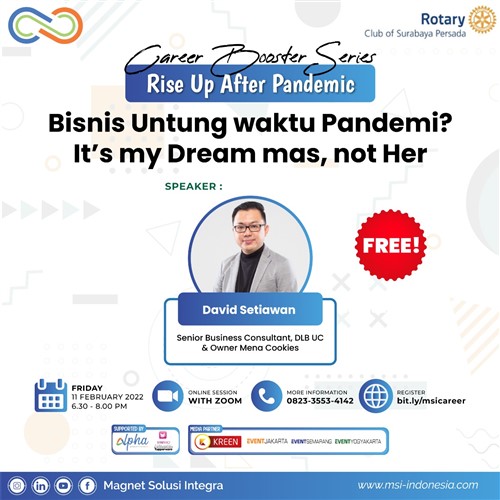 Rotary
Club of Surabaya Persada
Career Booster Series
Rise Up After Pandemic
Bisnis Untung waktu Pandemi?
It's my Dream mas, not Her
SPEAKER :
FREE!
David Setiawan
Senior Business Consultant, DLB UC
& Owner Mena Cookies
FRIDAY
11 FEBRUARY 2022
6.30 - 8.00 PM
ONLINE SESSION
WITH ZOOM
MORE INFORMATION
0823-3553-4142
REGISTER
bit.ly/msicareer
SUPPORTED BY
Alpha
MEDIA PARTNER
KREEN
EVENTJAKARTA
EVENTSEMARANG
EVENTYOGYAKARTA
Magnet Solusi Integra
www.msi-indonesia.com